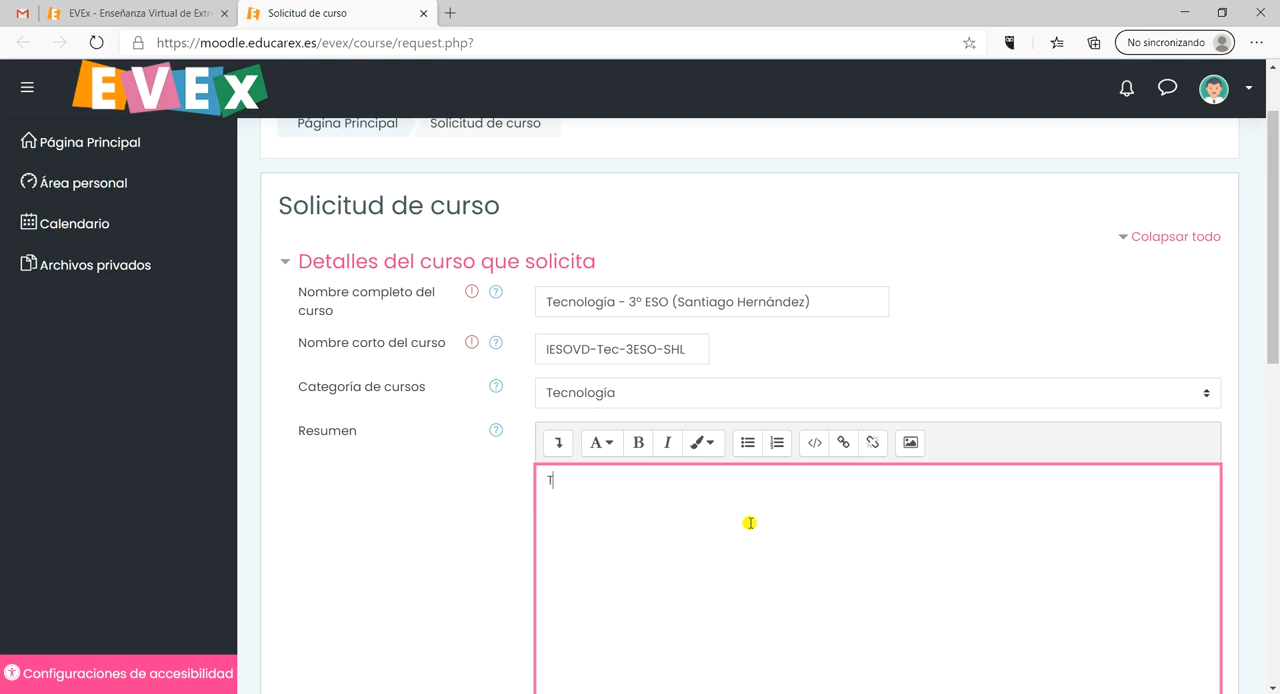 EVEx - Enseñanza Virtual de Extr
Solicitud de curso
https://moodle.educarex.es/evex/course/request.php?
No sincronizando
EVEx
Página Principal
Solicitud de curso
Página Principal
Área personal
Calendario
Archivos privados
Solicitud de curso
Colapsar todo
Detalles del curso que solicita
Nombre completo del
curso
Tecnología - 3º ESO (Santiago Hernández)
Nombre corto del curso
IESOVD-Tec-3ESO-SHL
Categoría de cursos
Tecnología
Resumen
A
B
I
T
Configuraciones de accesibilidad